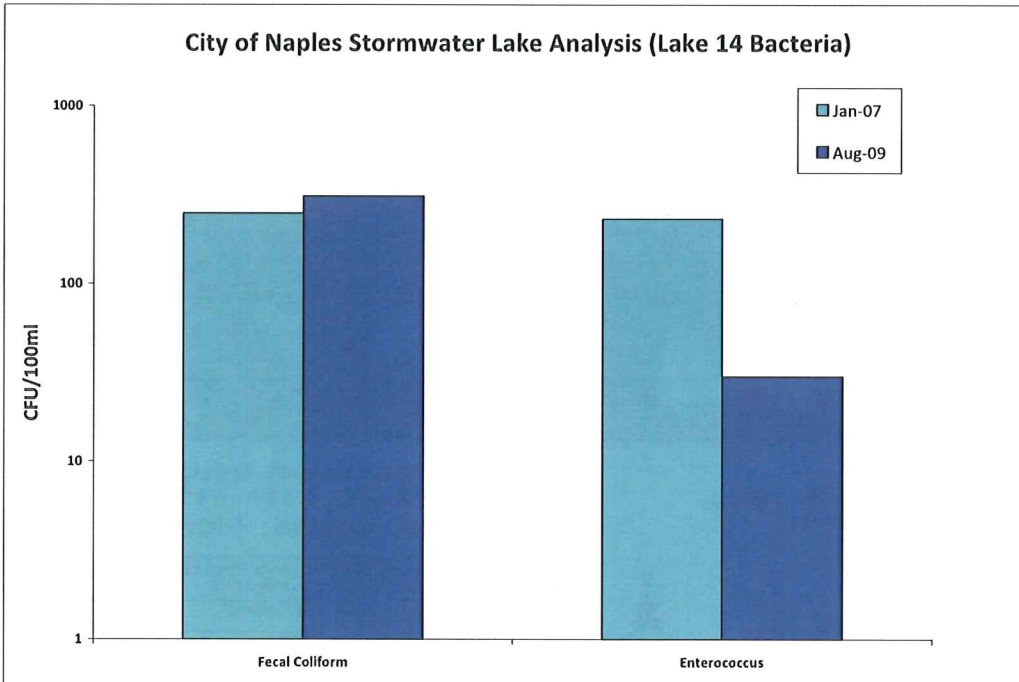 City of Naples Stormwater Lake Analysis (Lake 14 Bacteria)
Jan-07
Aug-09
1000
100
10
1
CFU/100ml
Fecal Coliform
Enterococcus